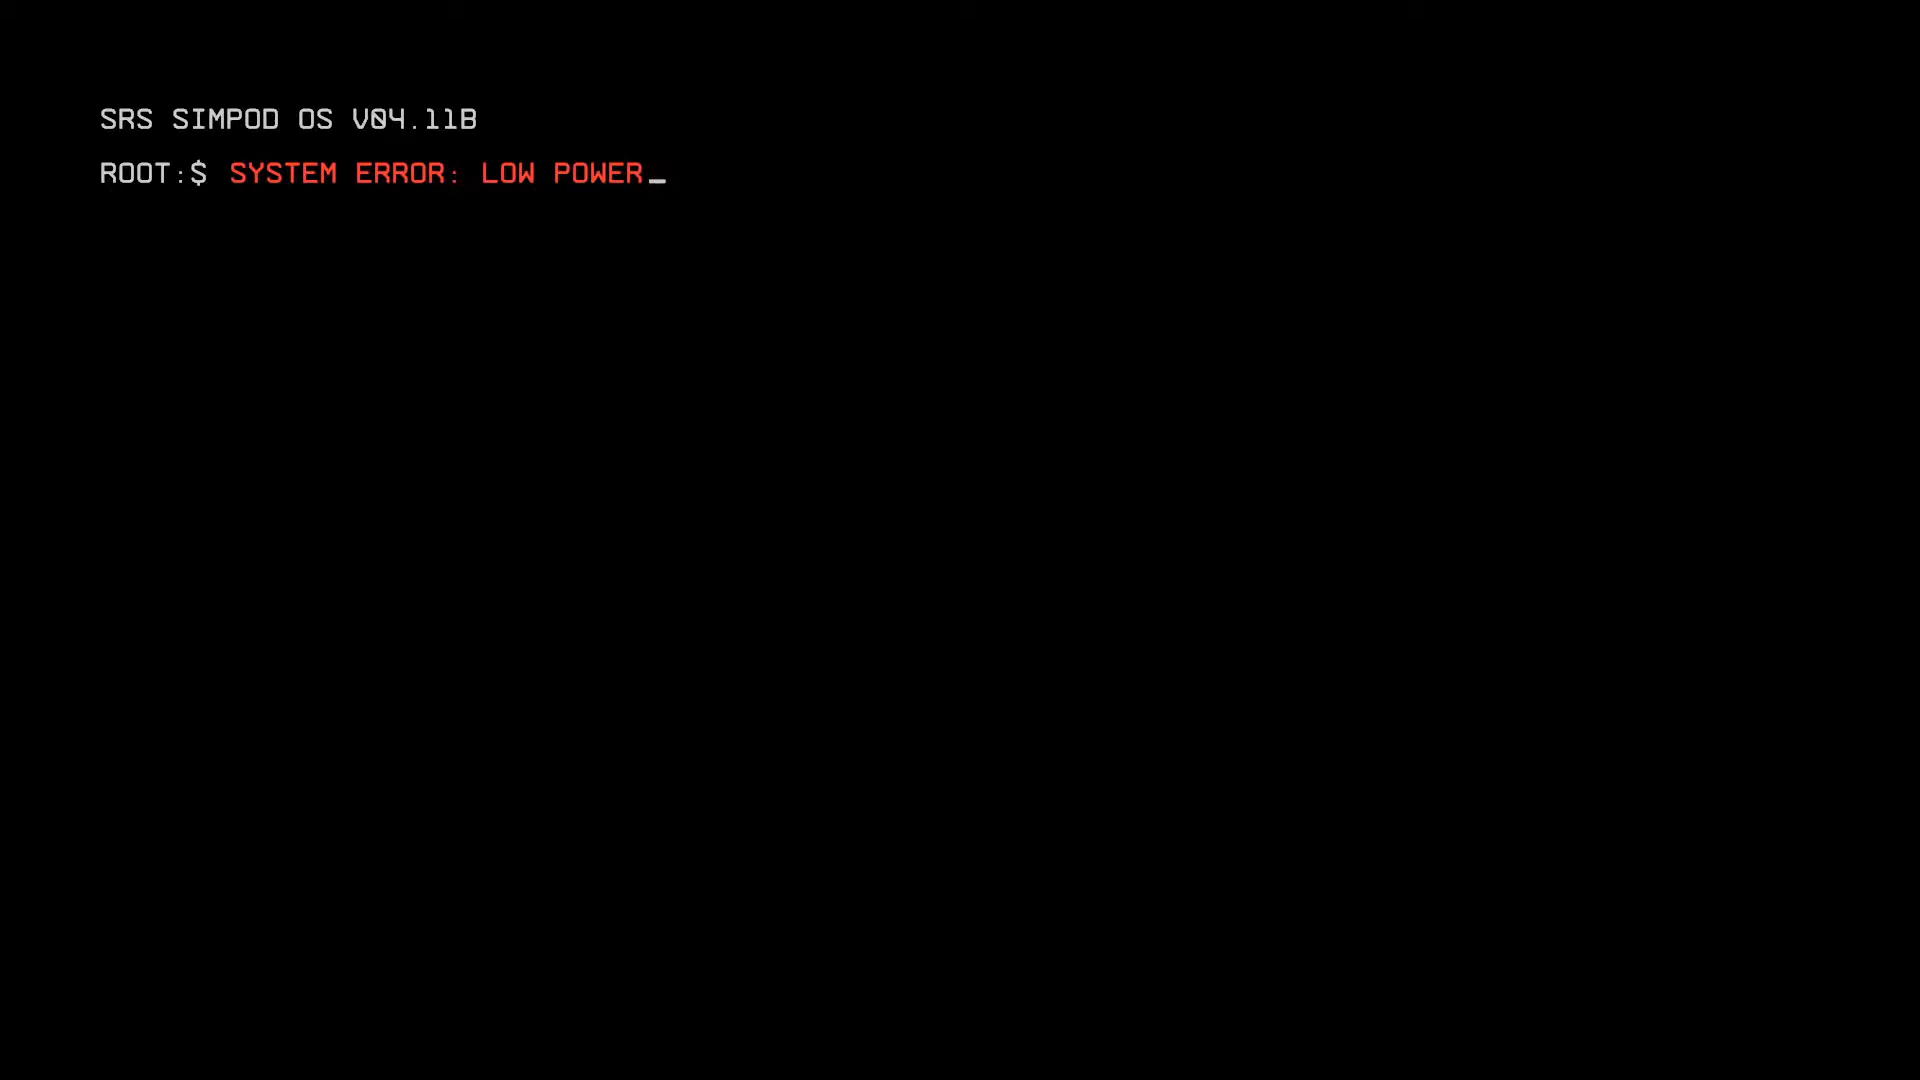 SRS SIMPOD OS V04.11B
ROOT:$ SYSTEM ERROR: LOW POWER_